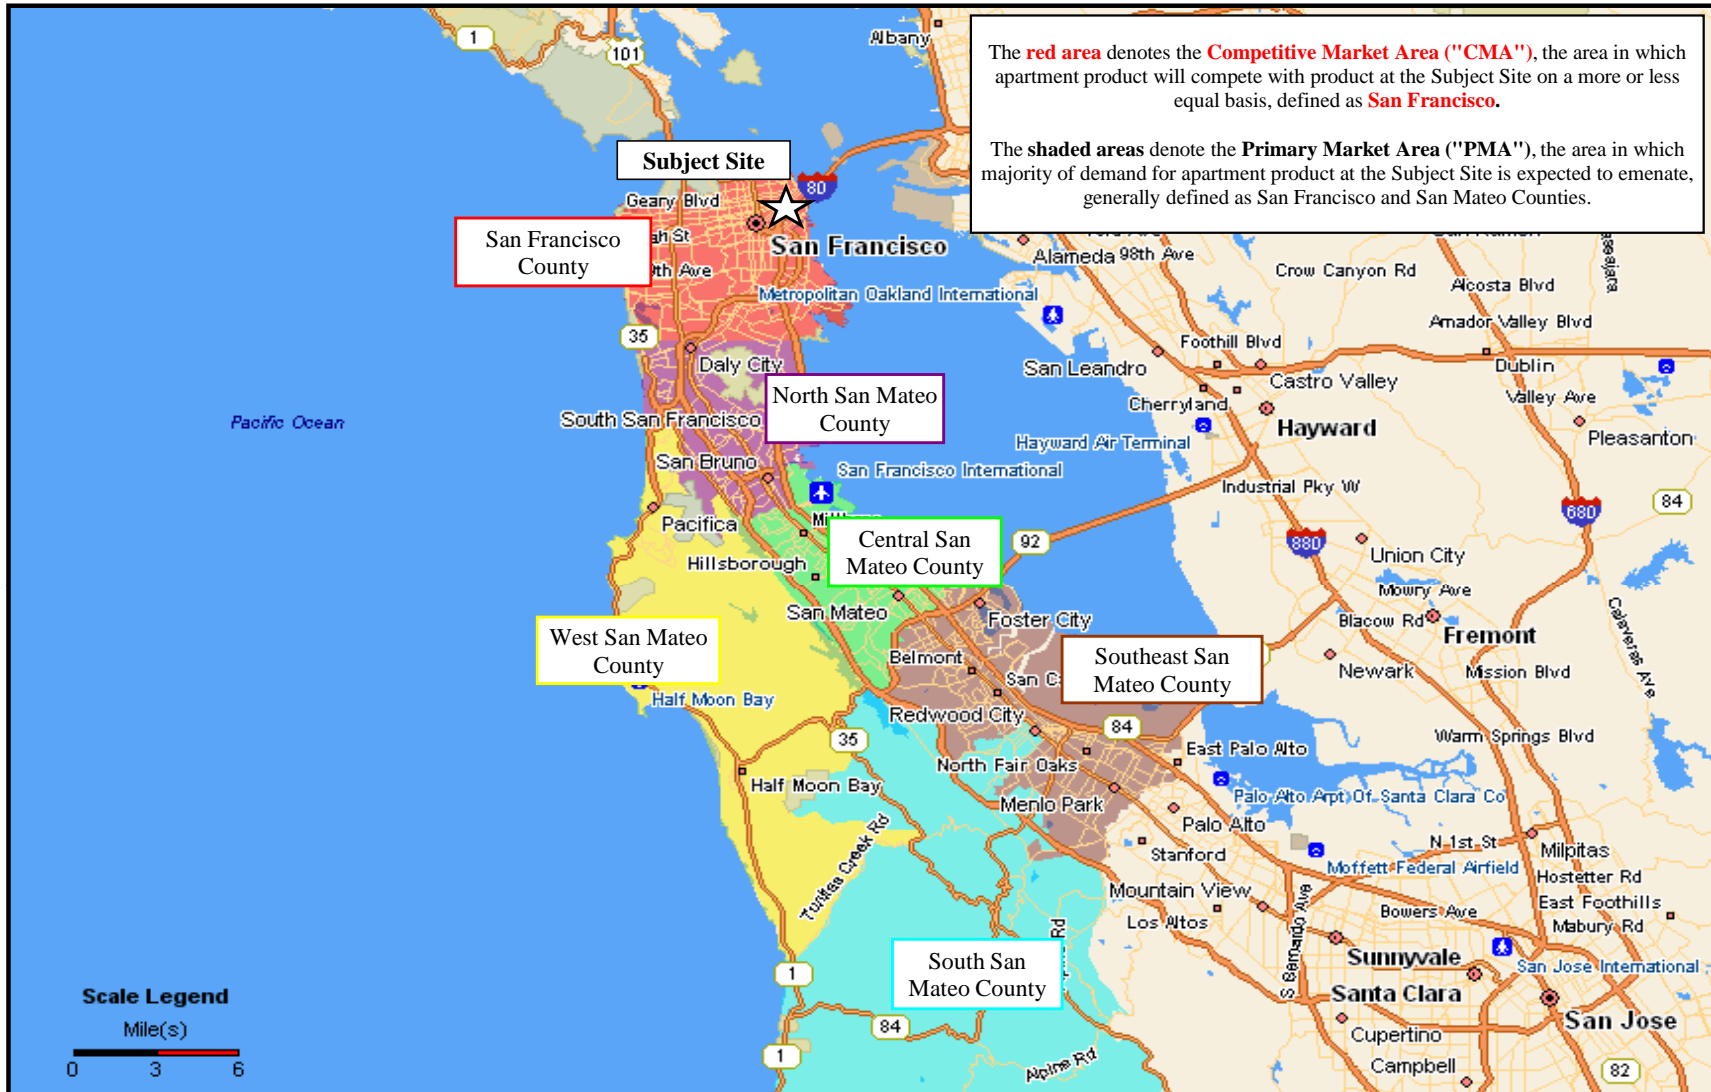 The red area denotes the Competitive Market Area ("CMA"), the area in which
apartment product will compete with product at the Subject Site on a more or less
equal basis, defined as San Francisco.
The shaded areas denote the Primary Market Area ("PMA"), the area in which
majority of demand for apartment product at the Subject Site is expected to emenate,
generally defined as San Francisco and San Mateo Counties.
1
101
Albany
Subject Site
80
Geary Blvd
San Francisco
County
San Francisco
9th Ave
Alameda
98th Ave
Crow Canyon Rd
Alcosta Blvd
Metropolitan Oakland International
Amador Valley Blvd
35
Foothill Blvd
Daly City
San Leandro
Dublin
Castro Valley
North San Mateo
County
Cherryland
Valley Ave
Pacific Ocean
South San Francisco
Hayward
Pleasanton
Hayward Air Terminal
San Bruno
San Francisco International
Industrial Pky W
84
680
Pacifica
Central San
Mateo County
92
880
Union City
Hillsborough
Mowry Ave
San Mateo
Foster City
Blacow Rd
Fremont
Calaveras Ave
West San Mateo
County
Belmont
Southeast San
Mateo County
Newark
Mission Blvd
San
Half Moon Bay
Redwood City
84
35
East Palo Alto
Warm Springs Blvd
North Fair Oaks
Half Moon Bay
Menlo Park
Palo Alto Arpt Of Santa Clara Co
Palo Alto
Tunitas Creek Rd
N 1st St
Milpitas
Stanford
Moffett Federal Airfield
Hostetter Rd
Mountain View
East Foothills
Los Altos
Bowers Ave
Mabury Rd
S Bernardo Ave
Rd
South San
Mateo County
Sunnyvale
San Jose International
1
Scale Legend
Santa Clara
Mile(s)
84
San Jose
Cupertino
0 3 6
1
Alpine Rd
Campbell
82